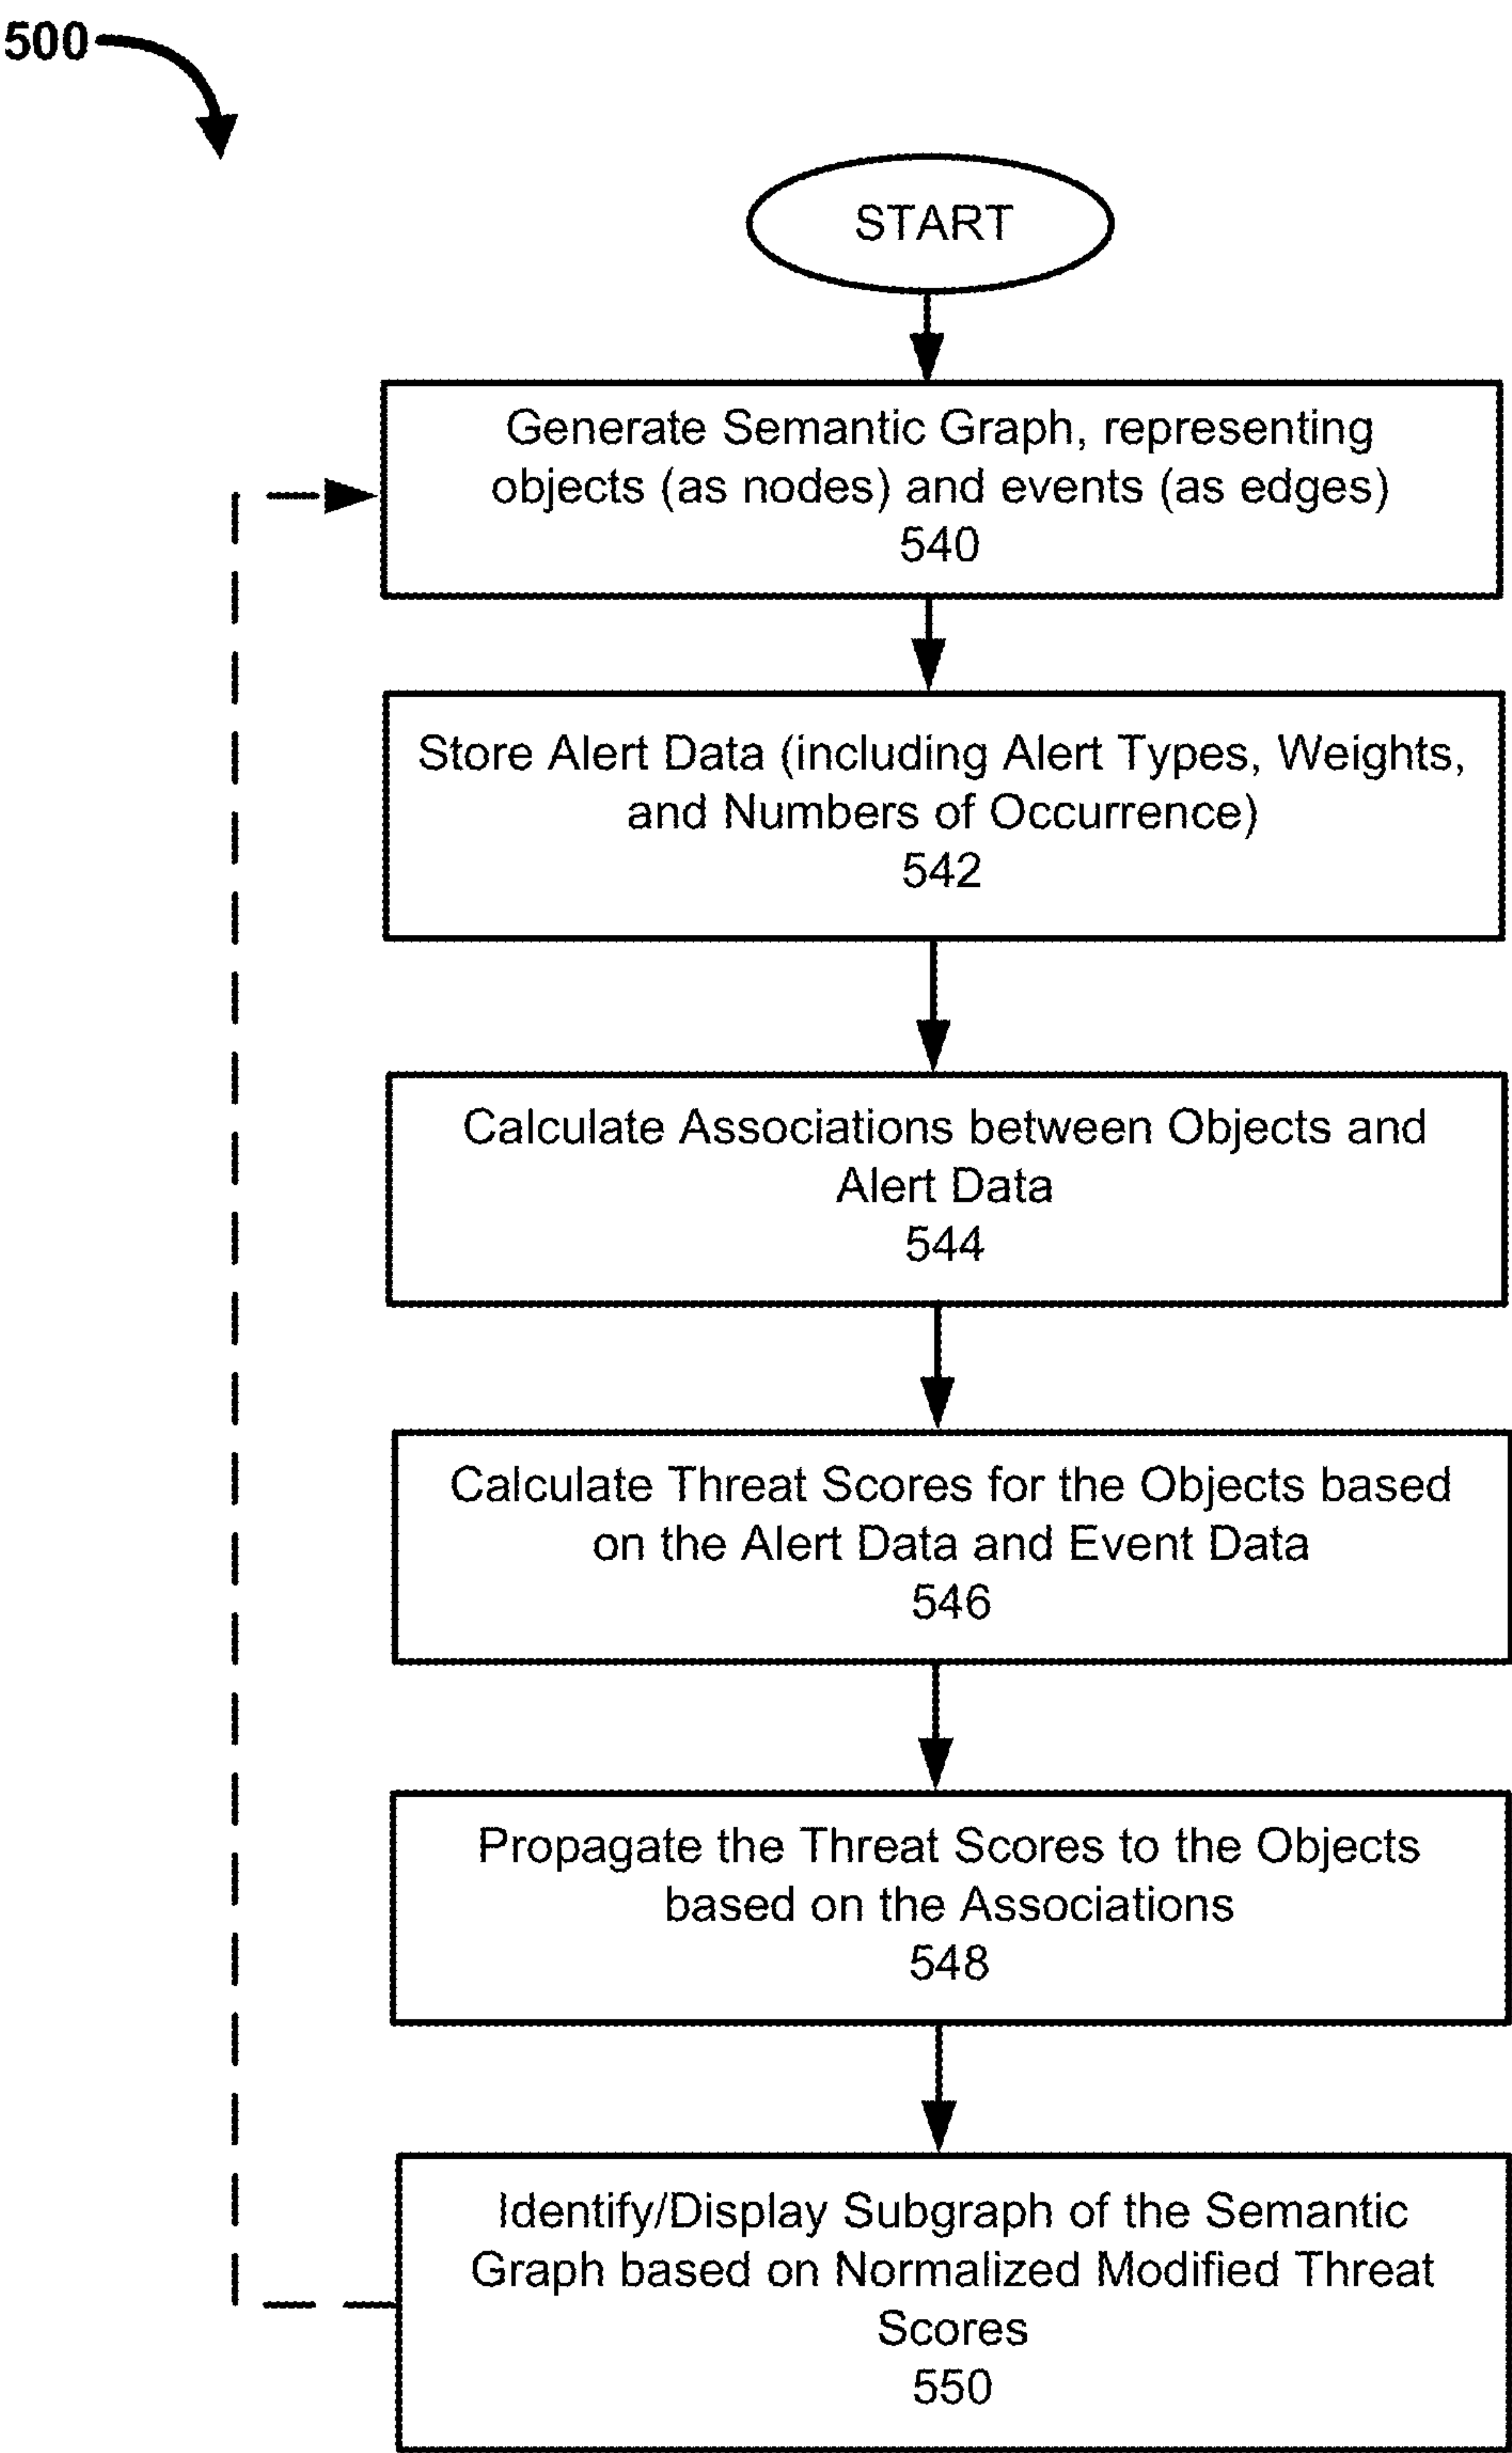 500
START
Generate Semantic Graph, representing
objects (as nodes) and events (as edges)
540
Store Alert Data (including Alert Types, Weights,
and Numbers of Occurrence)
542
Calculate Associations between Objects and
Alert Data
544
Calculate Threat Scores for the Objects based
on the Alert Data and Event Data
546
Propagate the Threat Scores to the Objects
based on the Associations
548
Identify/Display Subgraph of the Semantic
Graph based on Normalized Modified Threat
Scores
550